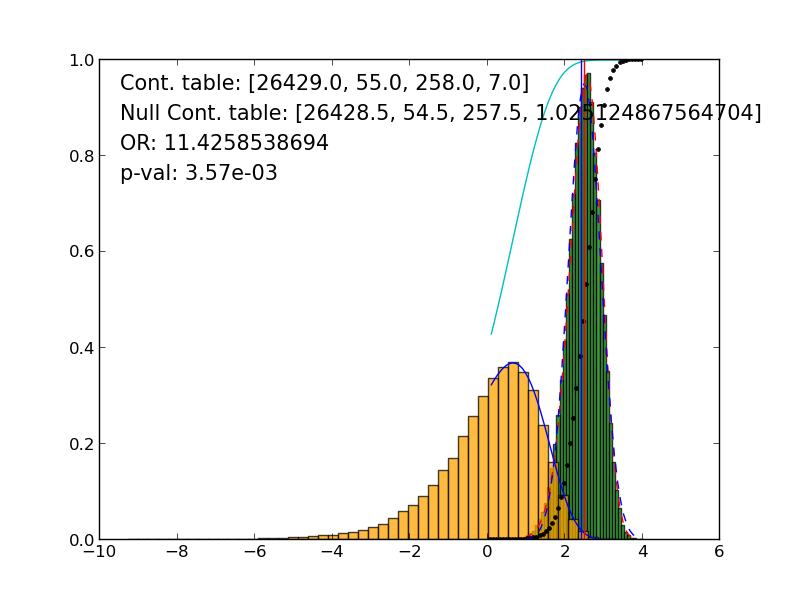 1.0
Cont. table: [26429.0, 55.0, 258.0, 7.0]
Null Cont. table: [26428.5, 54.5, 257.5, 1.025124867564704]
OR: 11.4258538694
p-val: 3.57e-03
0.8
0.6
0.4
0.2
0.0
−10 −8 −6 −4 −2 0 2 4 6